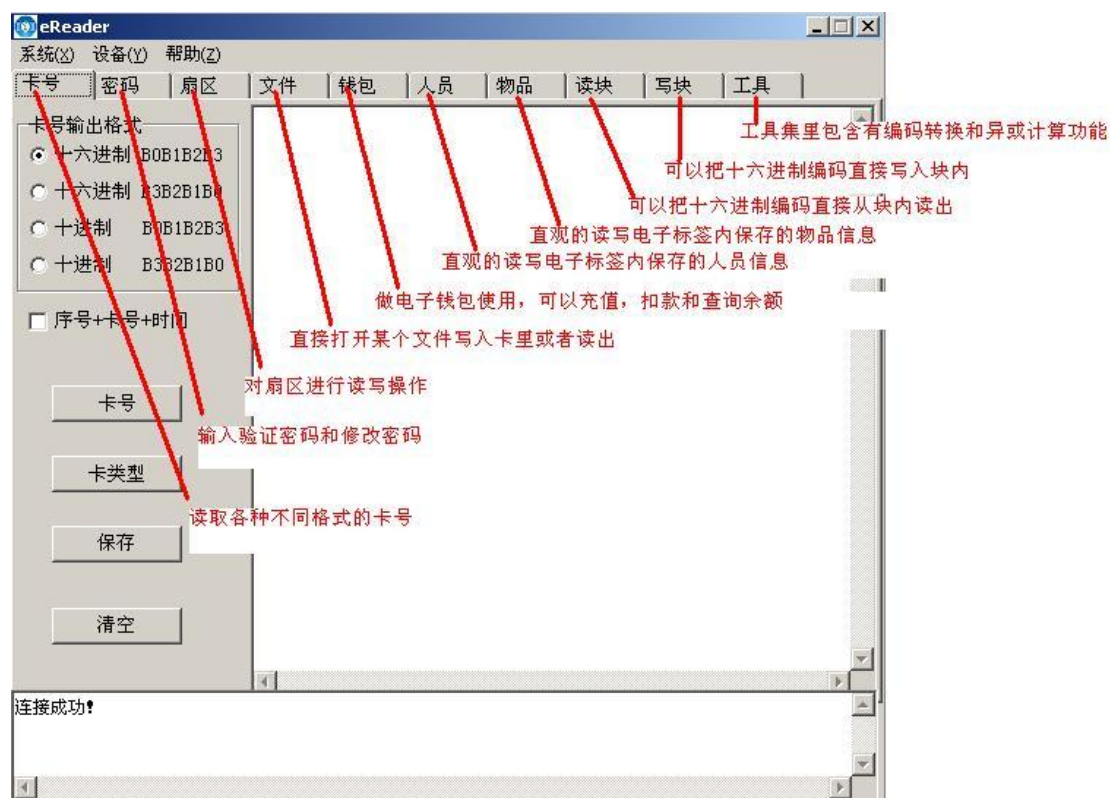 eReader
系统(X) 设备(Y) 帮助(Z)
卡号 密码 扇区 文件 钱包 人员 物品 读块 写块 工具
卡号输出格式
十六进制 B0B1B2B3
十六进制 B3B2B1B0
十进制 B0B1B2B3
十进制 B3B2B1B0
序号+卡号+时间
卡号
卡类型
保存
清空
工具集里包含有编码转换和异或计算功能
可以把十六进制编码直接写入块内
可以把十六进制编码直接从块内读出
直观的读写电子标签内保存的物品信息
直观的读写电子标签内保存的人员信息
做电子钱包使用，可以充值，扣款和查询余额
直接打开某个文件写入卡里或者读出
对扇区进行读写操作
输入验证密码和修改密码
读取各种不同格式的卡号
连接成功!